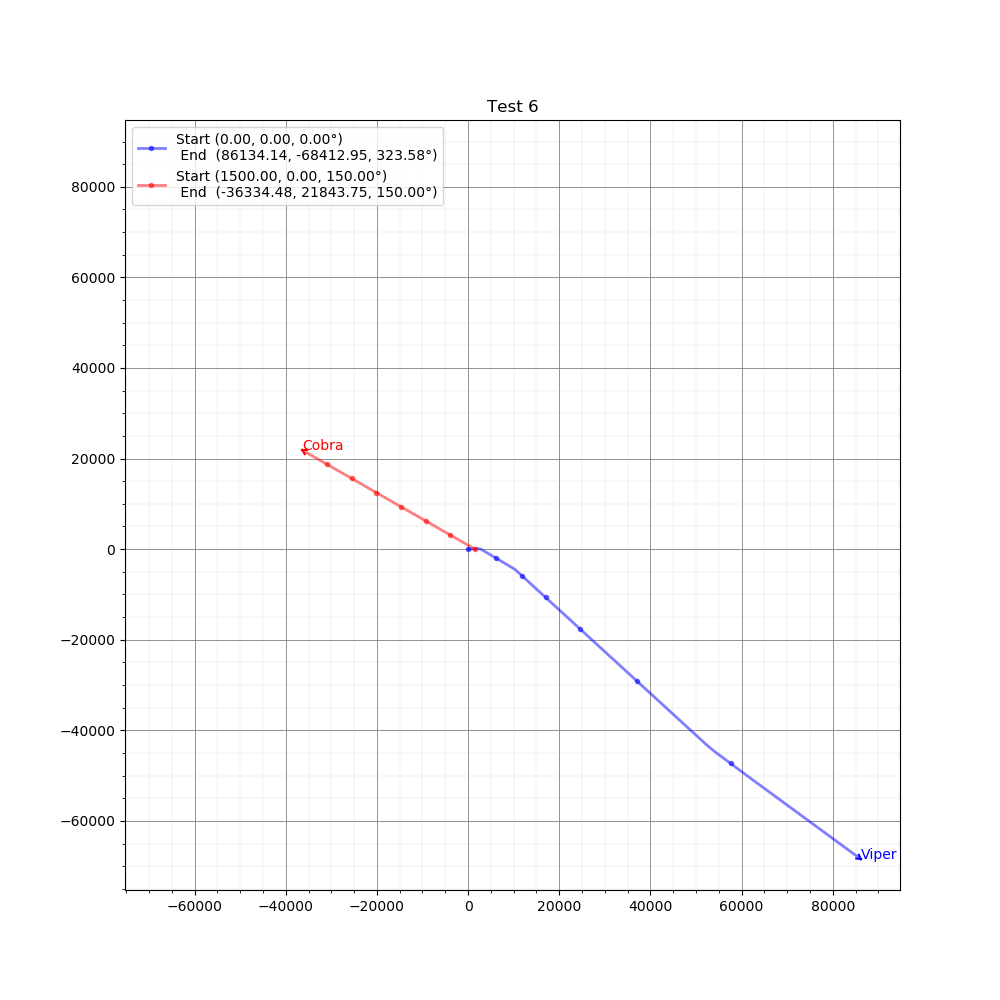 Test 6
Start (0.00, 0.00, 0.00°)
End  (86134.14, -68412.95, 323.58°)
Start (1500.00, 0.00, 150.00°)
End  (-36334.48, 21843.75, 150.00°)
80000
60000
40000
20000
0
−20000
−40000
−60000
Cobra
Viper
−60000 −40000 −20000 0 20000 40000 60000 80000